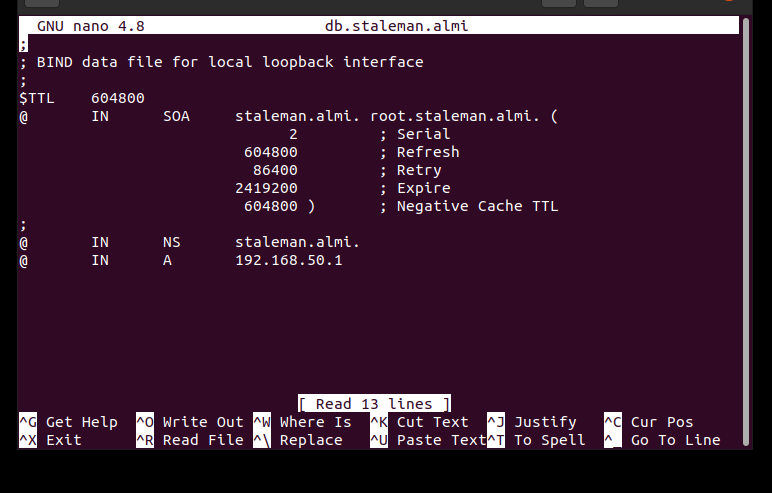 GNU nano 4.8 db.staleman.almi
;
; BIND data file for local loopback interface
;
$TTL 604800
@ IN SOA staleman.almi. root.staleman.almi. (
2 ; Serial
604800 ; Refresh
86400 ; Retry
2419200 ; Expire
604800 ) ; Negative Cache TTL
;
@ IN NS staleman.almi.
@ IN A 192.168.50.1
[ Read 13 lines ]
^G Get Help ^O Write Out ^W Where Is ^K Cut Text ^J Justify ^C Cur Pos
^X Exit ^R Read File ^\ Replace ^U Paste Text ^T To Spell ^_ Go To Line